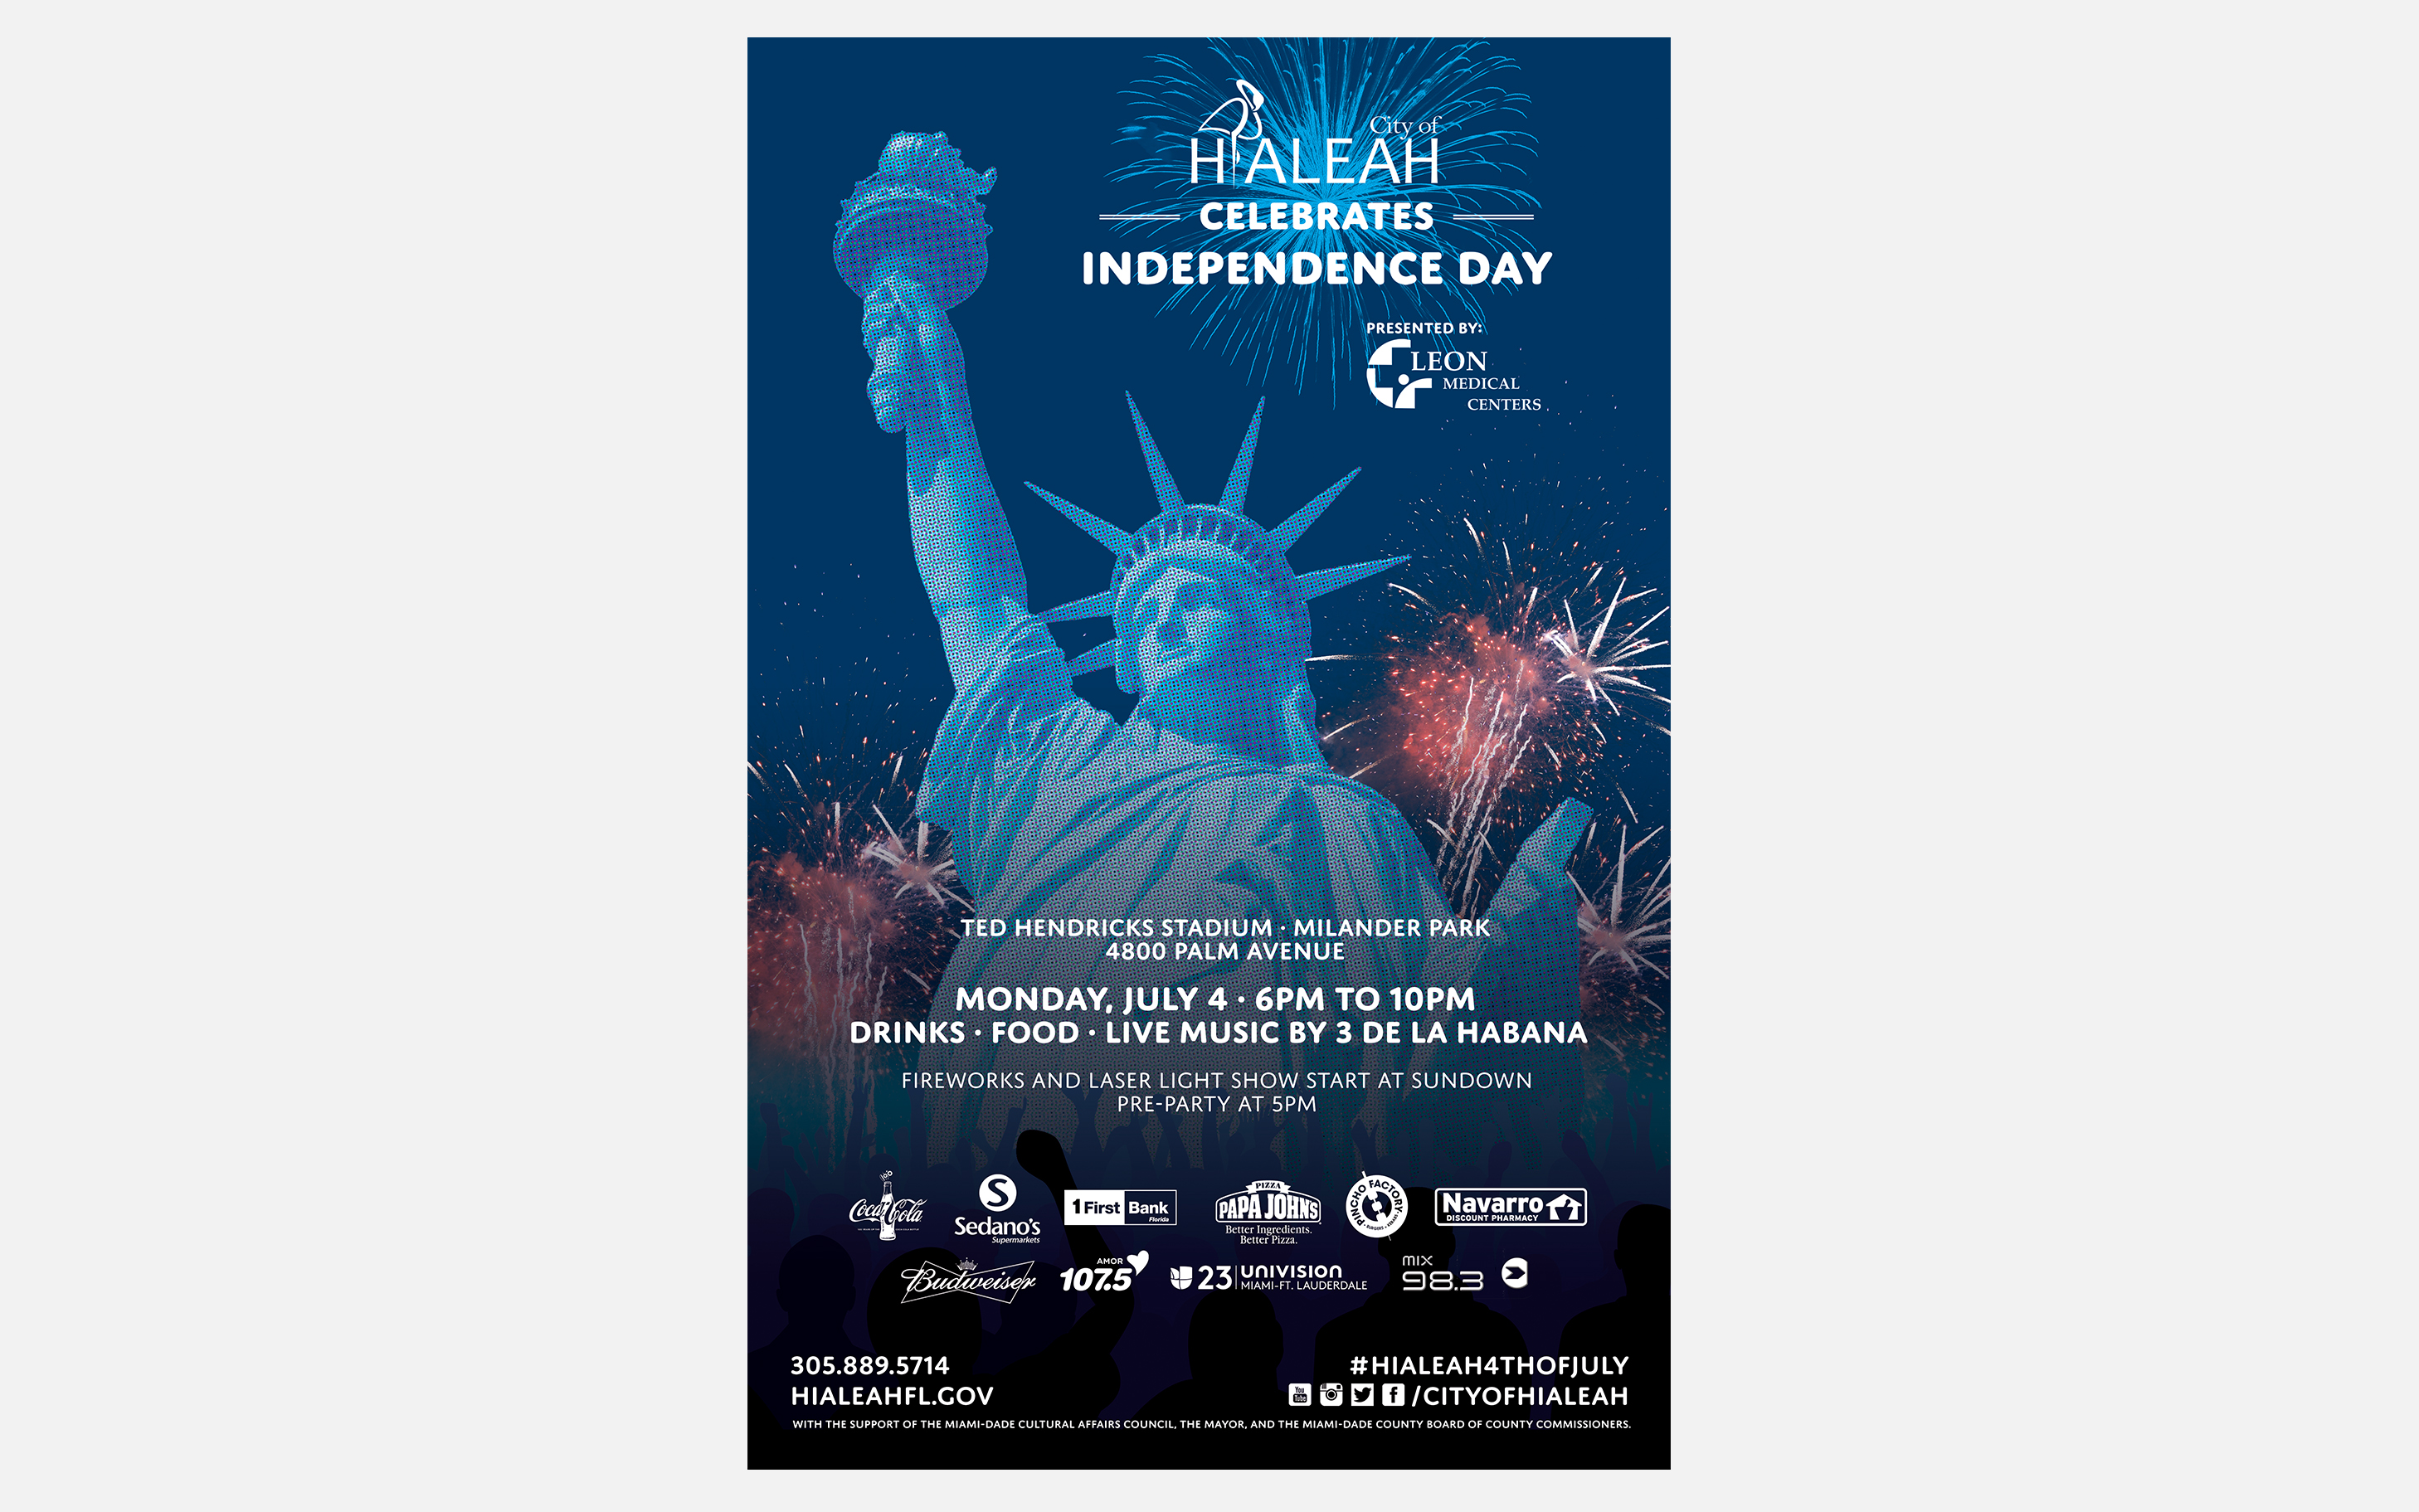 City of
HIALEAH
CELEBRATES
INDEPENDENCE DAY
PRESENTED BY:
LEON
MEDICAL
CENTERS
TED HENDRICKS STADIUM · MILANDER PARK
4800 PALM AVENUE
MONDAY, JULY 4 · 6PM TO 10PM
DRINKS · FOOD · LIVE MUSIC BY 3 DE LA HABANA
FIREWORKS AND LASER LIGHT SHOW START AT SUNDOWN
PRE-PARTY AT 5PM
Coca-Cola
S
Sedano's
Supermarkets
1 First Bank
Florida
PIZZA
PAPA JOHN'S
Better Ingredients.
Better Pizza.
PINCHO FACTORY
Navarro
DISCOUNT PHARMACY
Budweiser
AMOR
107.5
23 UNIVISION
MIAMI-FT. LAUDERDALE
MIX
98.3
305.889.5714
HIALEAHFL.GOV
#HIALEAH4THOFJULY
You Tube f /CITYOFHIALEAH
WITH THE SUPPORT OF THE MIAMI-DADE CULTURAL AFFAIRS COUNCIL, THE MAYOR, AND THE MIAMI-DADE COUNTY BOARD OF COUNTY COMMISSIONERS.